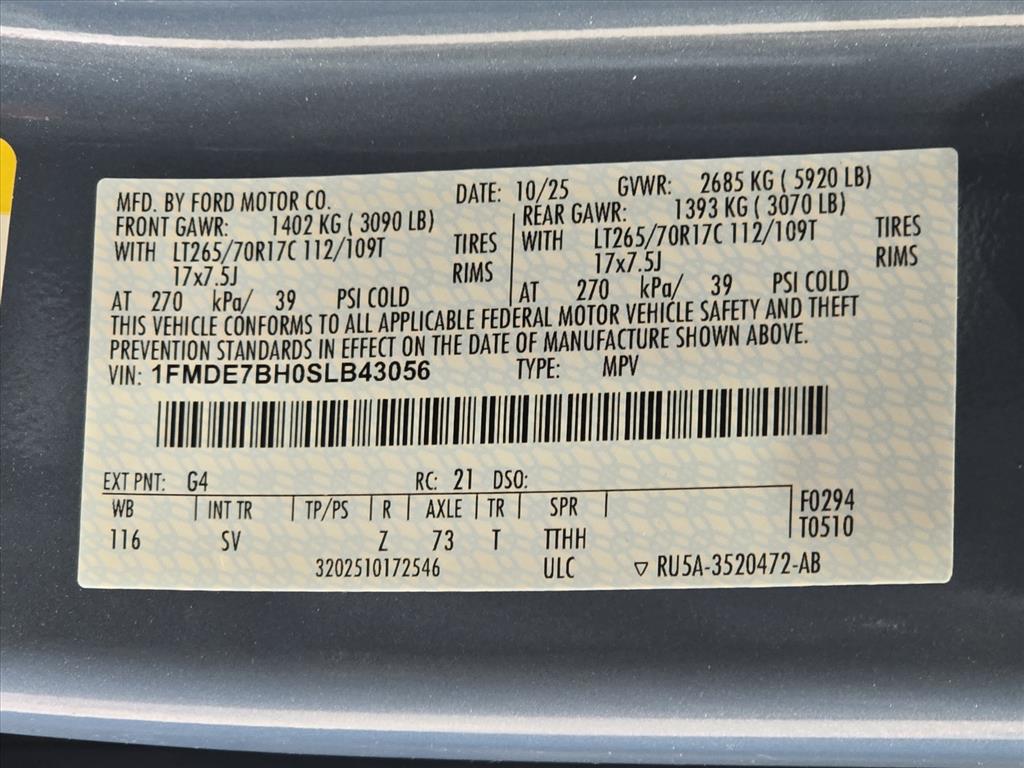 MFD. BY FORD MOTOR CO. DATE: 10/25 GVWR: 2685 KG ( 5920 LB)
FRONT GAWR: 1402 KG ( 3090 LB) REAR GAWR: 1393 KG ( 3070 LB)
WITH LT265/70R17C 112/109T TIRES WITH LT265/70R17C 112/109T TIRES
17x7.5J RIMS 17x7.5J RIMS
AT 270 kPa/ 39 PSI COLD AT 270 kPa/ 39 PSI COLD
THIS VEHICLE CONFORMS TO ALL APPLICABLE FEDERAL MOTOR VEHICLE SAFETY AND THEFT
PREVENTION STANDARDS IN EFFECT ON THE DATE OF MANUFACTURE SHOWN ABOVE.
VIN: 1FMDE7BH0SLB43056 TYPE: MPV
EXT PNT: G4 RC: 21 DSO:
WB INT TR TP/PS R AXLE TR SPR F0294
116 SV Z 73 T TTHH T0510
3202510172546 ULC ▽ RU5A-3520472-AB